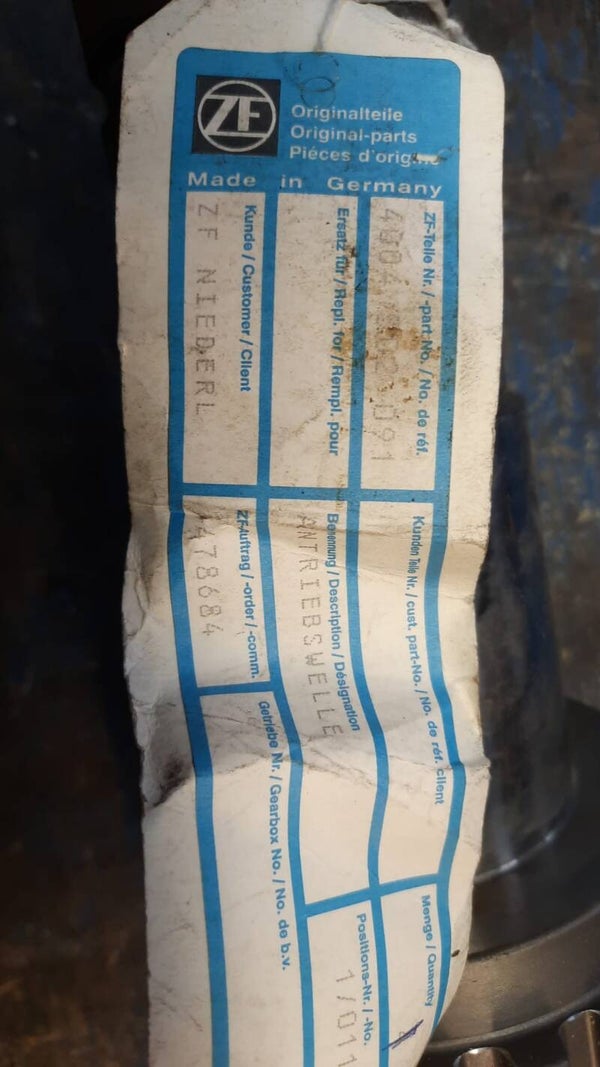 ZF
Originalteile
Original-parts
Pièces d'origine
Made in Germany
ZF-Teile Nr. / -part-No. / No. de réf.
Kunden Teile Nr. / cust. part-No. / No. de réf. client
Menge / Quantity
Ersatz für / Repl. for / Rempl. pour
Benennung / Description / Désignation
ANTRIEBSWELLE
Positions-Nr. / -No.
1/011
Kunde / Customer / Client
ZF NIEDERL
ZF-Auftrag / -order / -comm.
478684
Getriebe Nr. / Gearbox No. / No. de b.v.